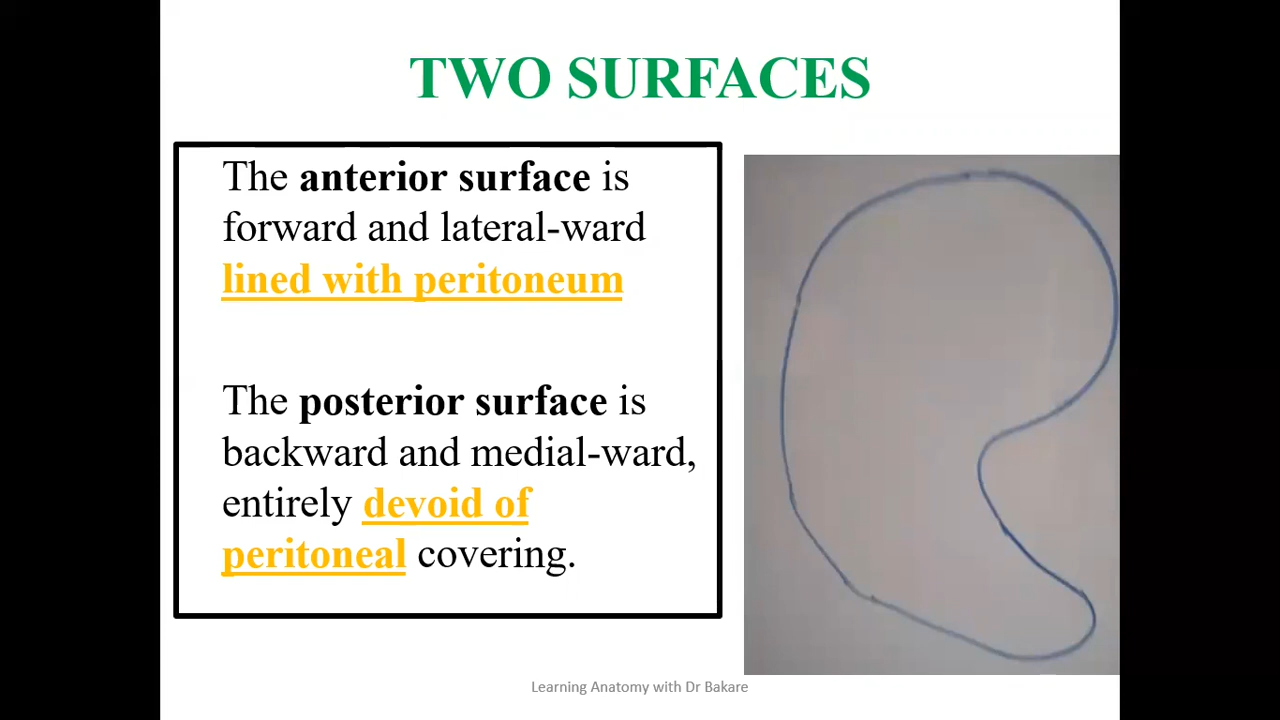 TWO SURFACES
The anterior surface is
forward and lateral-ward
lined with peritoneum
The posterior surface is
backward and medial-ward,
entirely devoid of
peritoneal covering.
Learning Anatomy with Dr Bakare